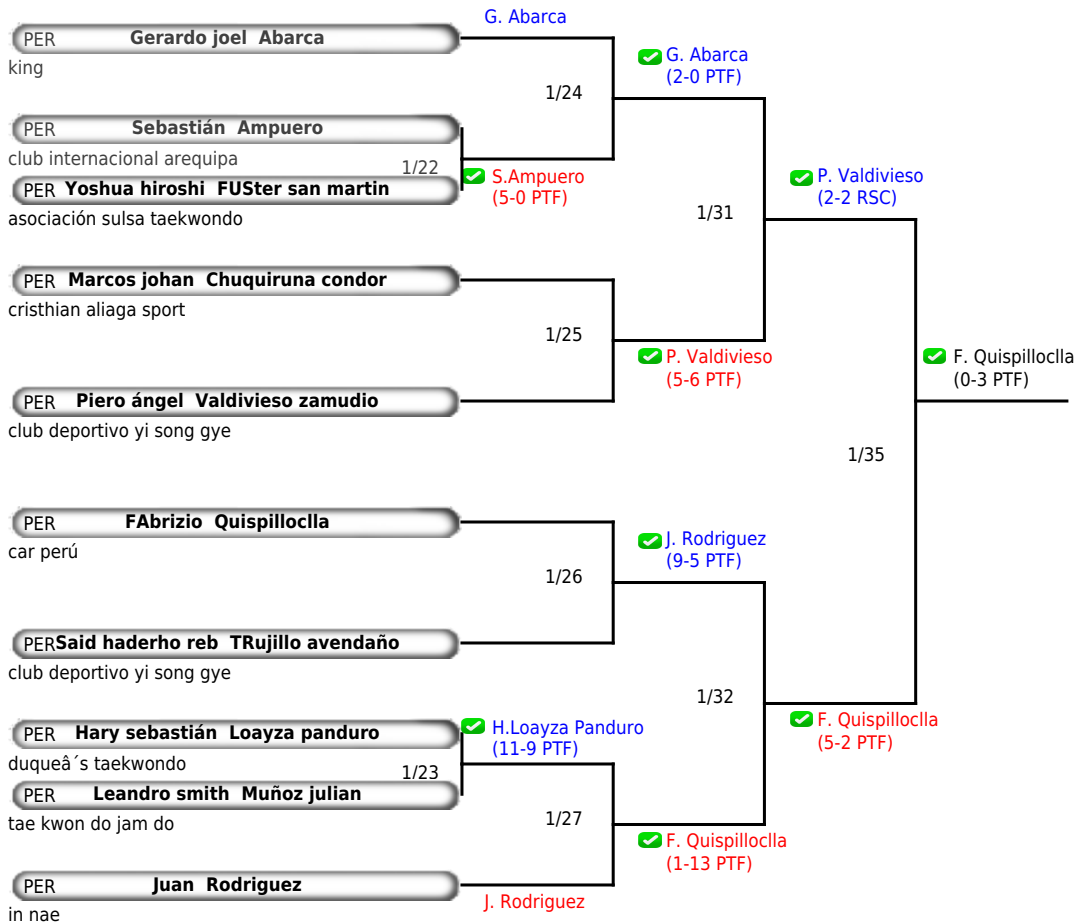 G. Abarca
PER Gerardo joel Abarca
king
G. Abarca
(2-0 PTF)
1/24
PER Sebastián Ampuero
club internacional arequipa
1/22
S.Ampuero
(5-0 PTF)
PER Yoshua hiroshi FUSter san martin
asociación sulsa taekwondo
P. Valdivieso
(2-2 RSC)
1/31
PER Marcos johan Chuquiruna condor
cristhian aliaga sport
1/25
P. Valdivieso
(5-6 PTF)
F. Quispilloclla
(0-3 PTF)
PER Piero ángel Valdivieso zamudio
club deportivo yi song gye
1/35
PER FAbrizio Quispilloclla
car perú
J. Rodriguez
(9-5 PTF)
1/26
PER Said haderho reb TRujillo avendaño
club deportivo yi song gye
1/32
F. Quispilloclla
(5-2 PTF)
PER Hary sebastián Loayza panduro
duqueâ´s taekwondo
H.Loayza Panduro
(11-9 PTF)
1/23
PER Leandro smith Muñoz julian
tae kwon do jam do
1/27
F. Quispilloclla
(1-13 PTF)
PER Juan Rodriguez
in nae
J. Rodriguez